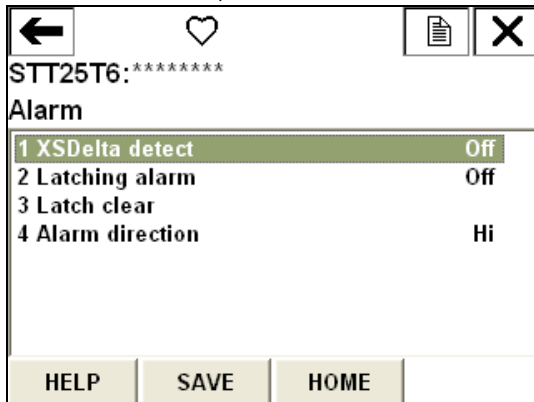 STT25T6:********
Alarm
1 XSDelta detect Off
2 Latching alarm Off
3 Latch clear
4 Alarm direction Hi
HELP SAVE HOME